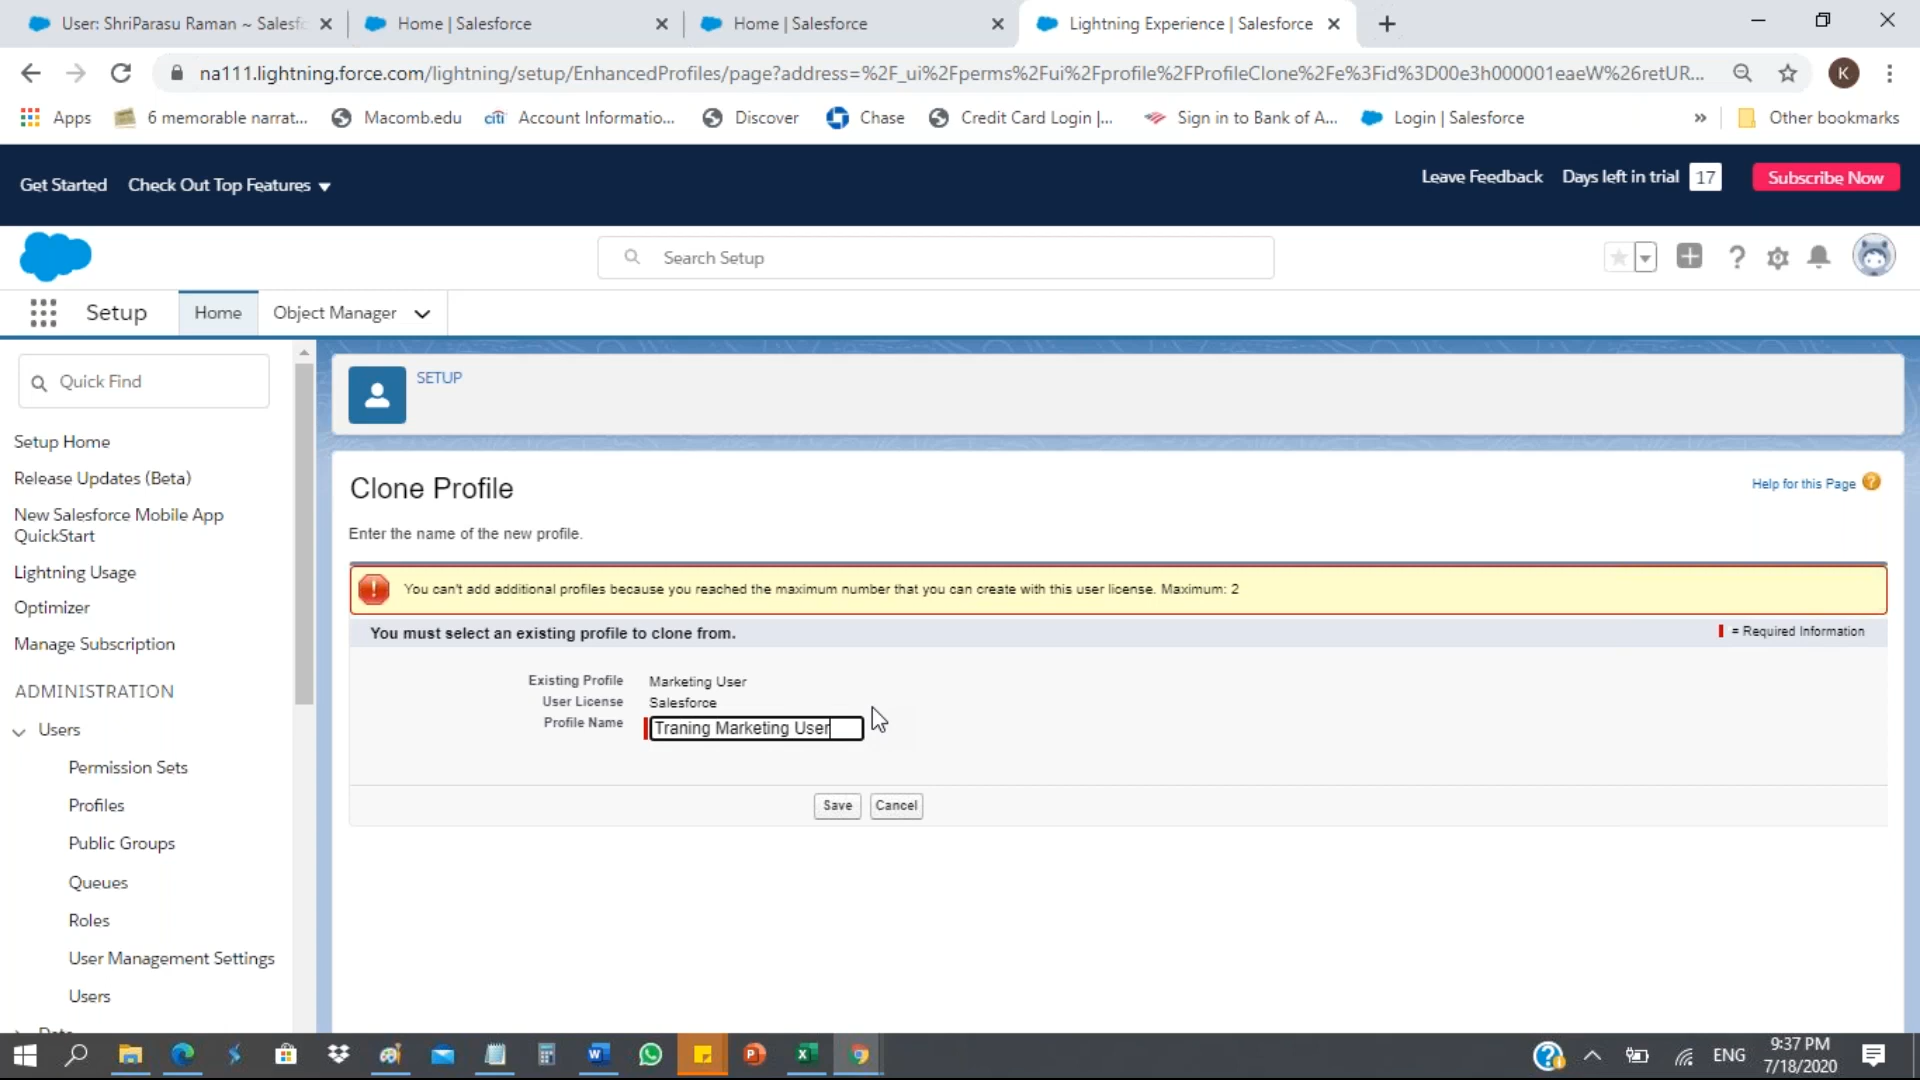 User: ShriParasu Raman ~ Salesfo
Home | Salesforce
Home | Salesforce
Lightning Experience | Salesforce
na111.lightning.force.com/lightning/setup/EnhancedProfiles/page?address=%2F_ui%2Fperms%2Fui%2Fprofile%2FProfileClone%2Fe%3Fid%3D00e3h000001eaeW%26retUR...
K
Apps
6 memorable narrat...
Macomb.edu
citi
Account Informatio...
Discover
Chase
Credit Card Login |...
Sign in to Bank of A...
Login | Salesforce
»
Other bookmarks
Get Started
Check Out Top Features
Leave Feedback
Days left in trial 17
Subscribe Now
Search Setup
Setup
Home
Object Manager
Quick Find
Setup Home
Release Updates (Beta)
New Salesforce Mobile App
QuickStart
Lightning Usage
Optimizer
Manage Subscription
ADMINISTRATION
Users
Permission Sets
Profiles
Public Groups
Queues
Roles
User Management Settings
Users
Data
SETUP
Clone Profile
Help for this Page
Enter the name of the new profile.
You can't add additional profiles because you reached the maximum number that you can create with this user license. Maximum: 2
You must select an existing profile to clone from.
= Required Information
Existing Profile Marketing User
User License Salesforce
Profile Name Traning Marketing User
Save Cancel
ENG
9:37 PM
7/18/2020